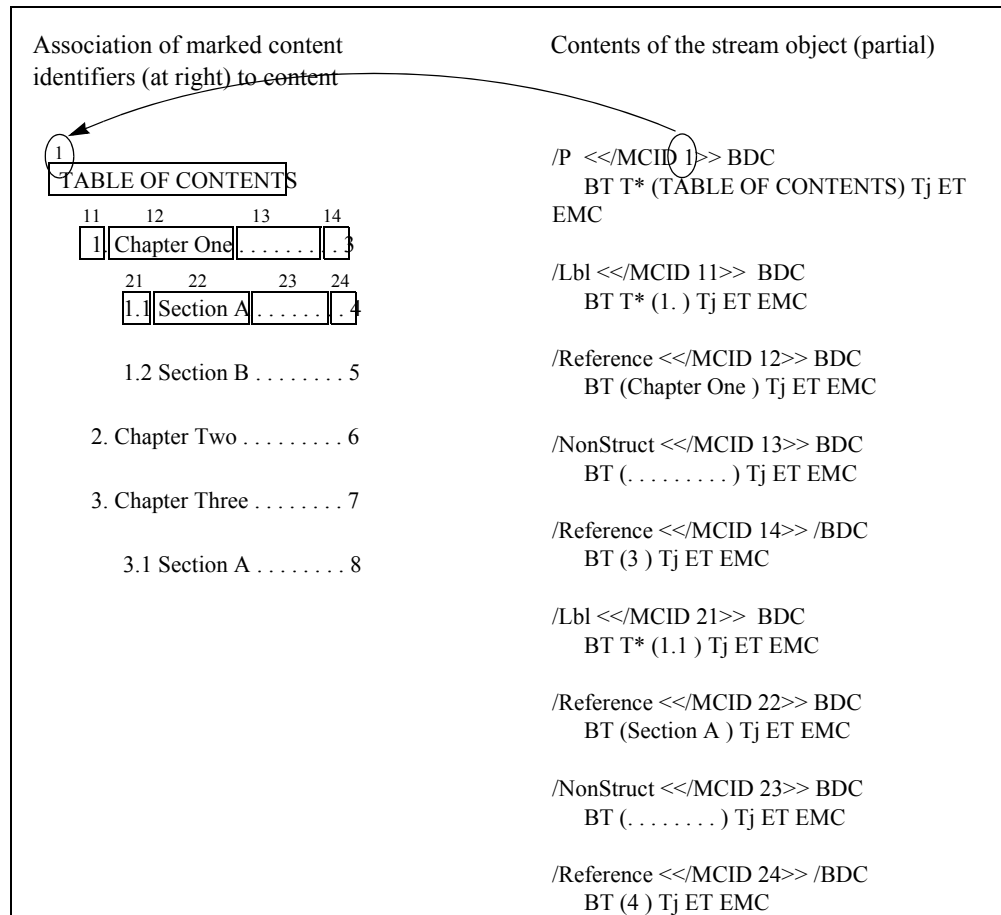 Association of marked content
identifiers (at right) to content
1
TABLE OF CONTENTS
11 12 13 14
1. Chapter One . . . . . . . . . 3
21 22 23 24
1.1 Section A . . . . . . . . 4
1.2 Section B . . . . . . . . 5
2. Chapter Two . . . . . . . . . 6
3. Chapter Three . . . . . . . . 7
3.1 Section A . . . . . . . . 8
Contents of the stream object (partial)
/P <</MCID 1>> BDC
BT T* (TABLE OF CONTENTS) Tj ET
EMC
/Lbl <</MCID 11>> BDC
BT T* (1. ) Tj ET EMC
/Reference <</MCID 12>> BDC
BT (Chapter One ) Tj ET EMC
/NonStruct <</MCID 13>> BDC
BT (. . . . . . . . . ) Tj ET EMC
/Reference <</MCID 14>> /BDC
BT (3 ) Tj ET EMC
/Lbl <</MCID 21>> BDC
BT T* (1.1 ) Tj ET EMC
/Reference <</MCID 22>> BDC
BT (Section A ) Tj ET EMC
/NonStruct <</MCID 23>> BDC
BT (. . . . . . . . ) Tj ET EMC
/Reference <</MCID 24>> /BDC
BT (4 ) Tj ET EMC